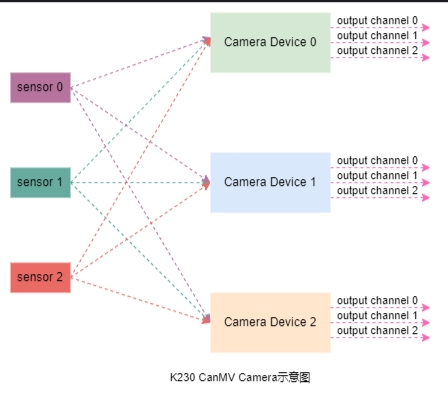 output channel 0
Camera Device 0
output channel 1
output channel 2
sensor 0
output channel 0
sensor 1
Camera Device 1
output channel 1
output channel 2
sensor 2
output channel 0
Camera Device 2
output channel 1
output channel 2
K230 CanMV Camera示意图